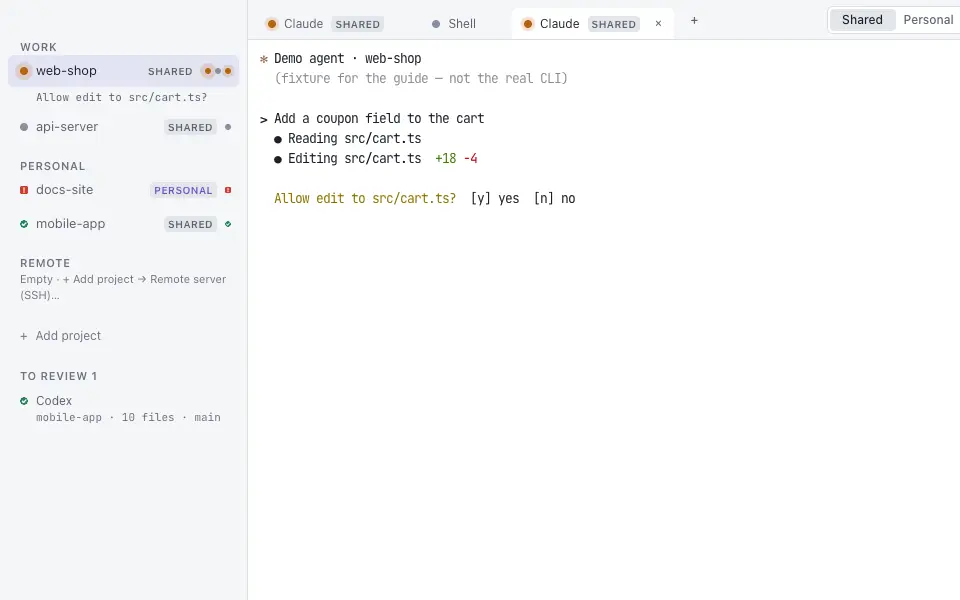 WORK
web-shop SHARED
Allow edit to src/cart.ts?
api-server SHARED
PERSONAL
docs-site PERSONAL
mobile-app SHARED
REMOTE
Empty · + Add project → Remote server
(SSH)…
+ Add project
TO REVIEW 1
Codex
mobile-app · 10 files · main
Claude SHARED Shell Claude SHARED × +
Shared Personal
* Demo agent · web-shop
(fixture for the guide — not the real CLI)
> Add a coupon field to the cart
● Reading src/cart.ts
● Editing src/cart.ts +18 -4
Allow edit to src/cart.ts? [y] yes [n] no